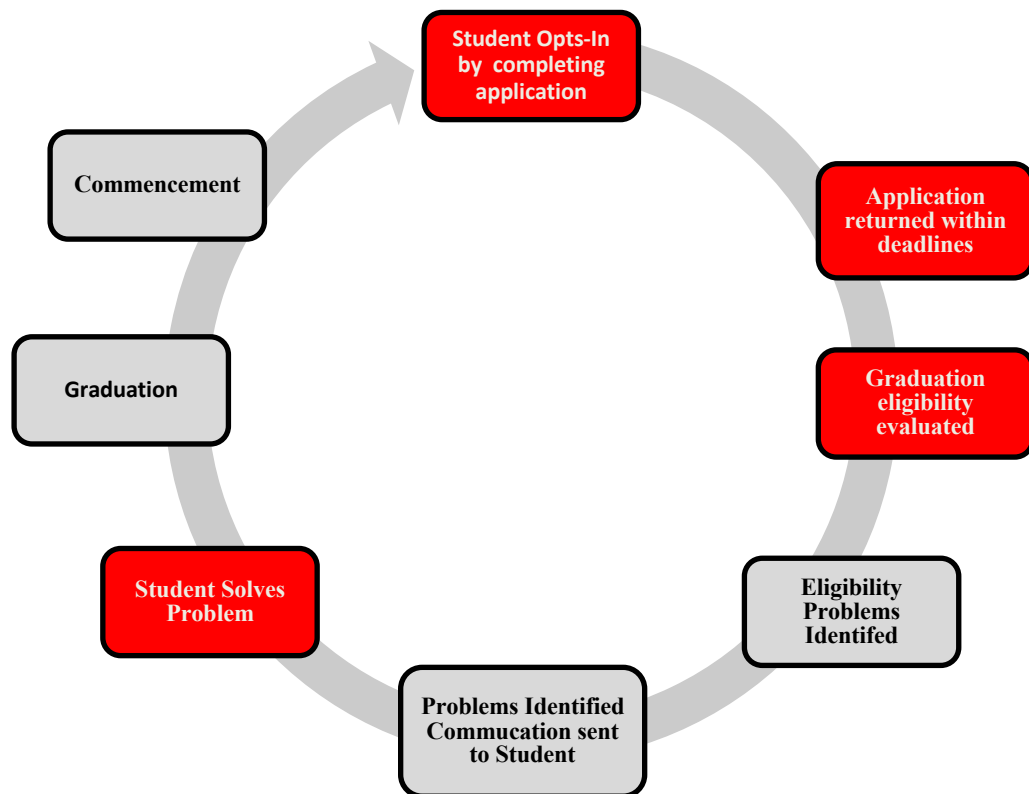 Student Opts-In
by completing
application
Application
returned within
deadlines
Graduation
eligibility
evaluated
Eligibility
Problems
Identifed
Problems Identified
Commucation sent
to Student
Student Solves
Problem
Graduation
Commencement